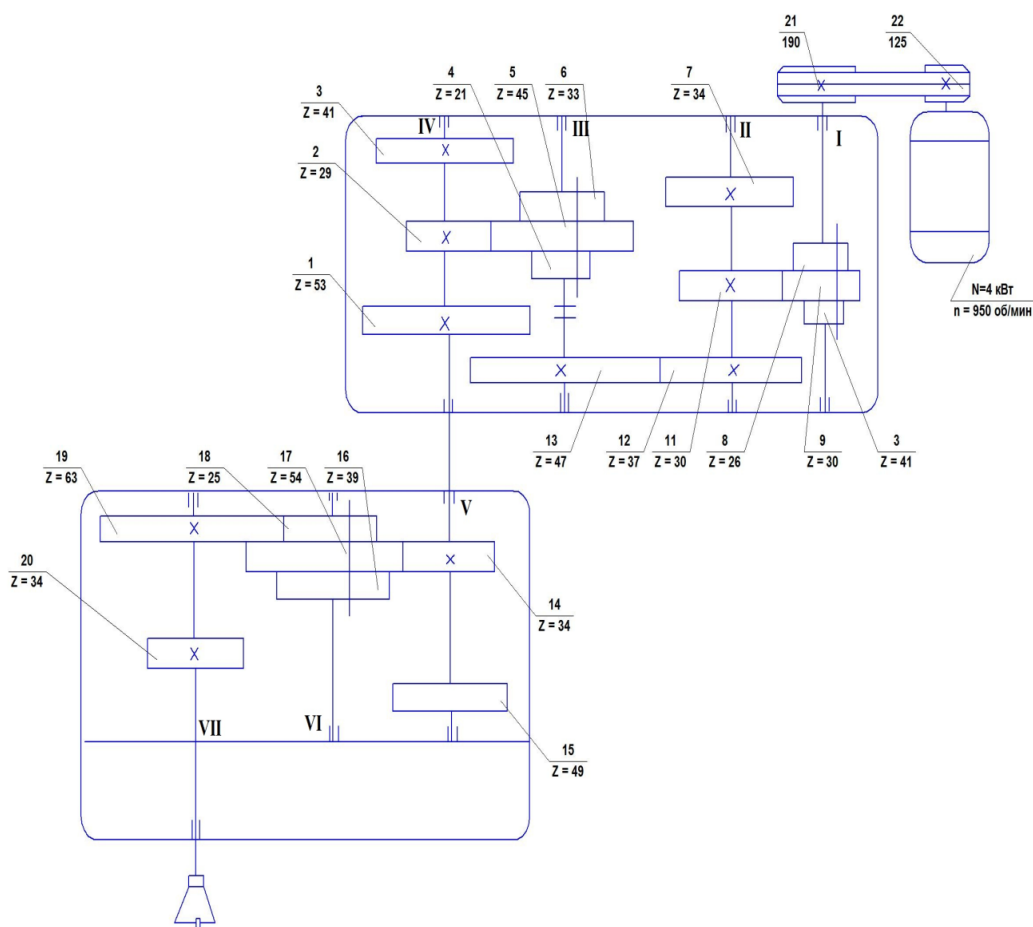 21
190
22
125
4
Z = 21
5
Z = 45
6
Z = 33
7
Z = 34
3
Z = 41
IV
III
II
I
2
Z = 29
1
Z = 53
N=4 кВт
n = 950 об/мин
13
Z = 47
12
Z = 37
11
Z = 30
8
Z = 26
9
Z = 30
3
Z = 41
19
Z = 63
18
Z = 25
17
Z = 54
16
Z = 39
V
20
Z = 34
14
Z = 34
VII
VI
15
Z = 49